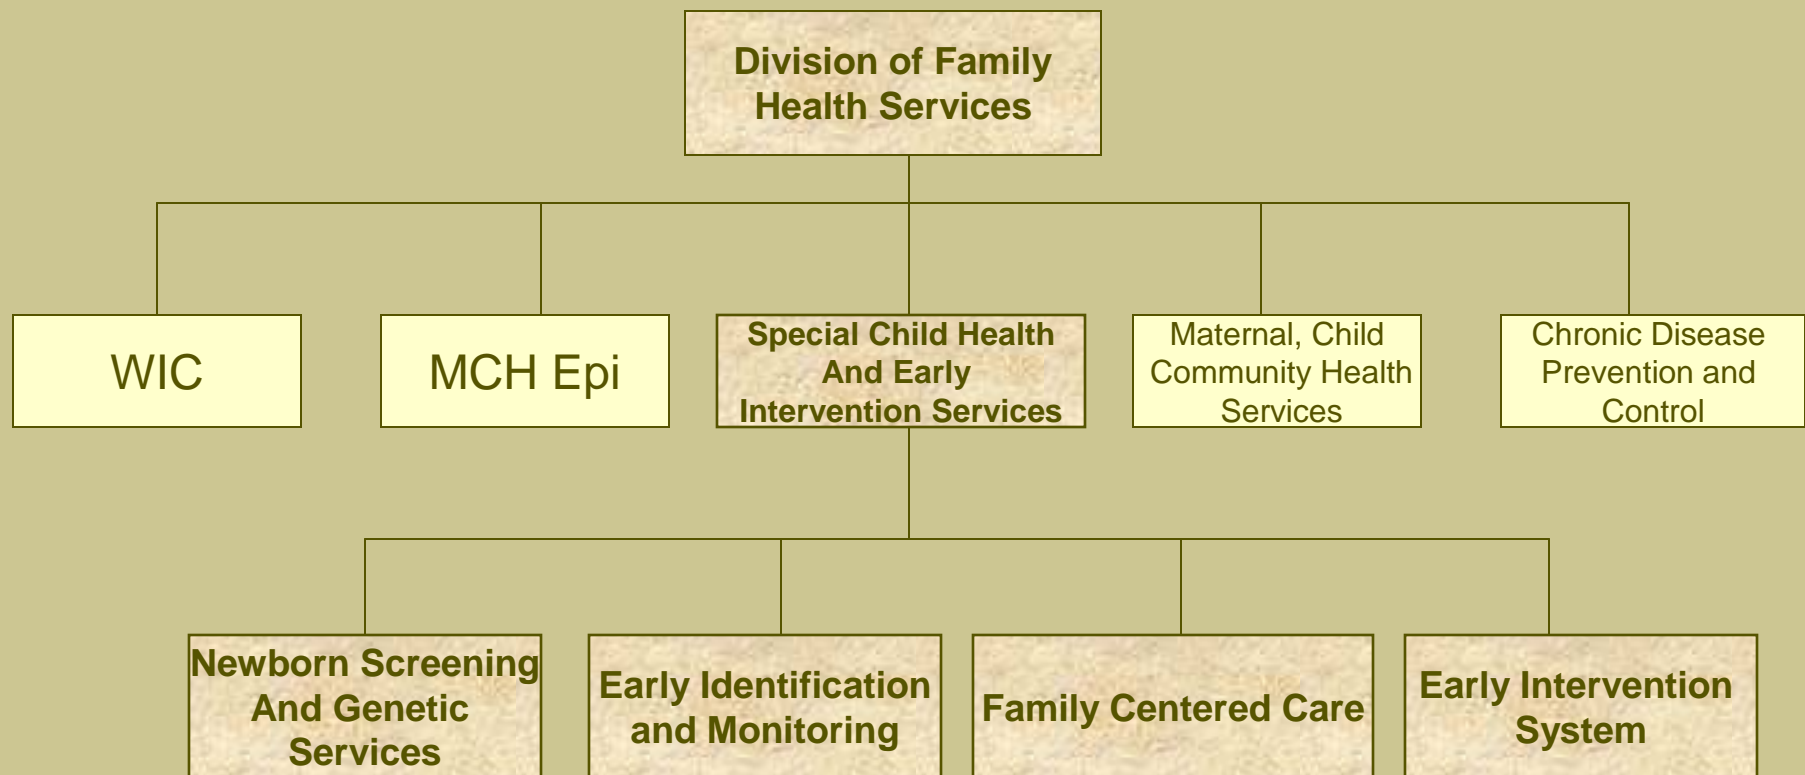 Division of Family
Health Services
WIC
MCH Epi
Special Child Health
And Early
Intervention Services
Maternal, Child
Community Health
Services
Chronic Disease
Prevention and
Control
Newborn Screening
And Genetic
Services
Early Identification
and Monitoring
Family Centered Care
Early Intervention
System